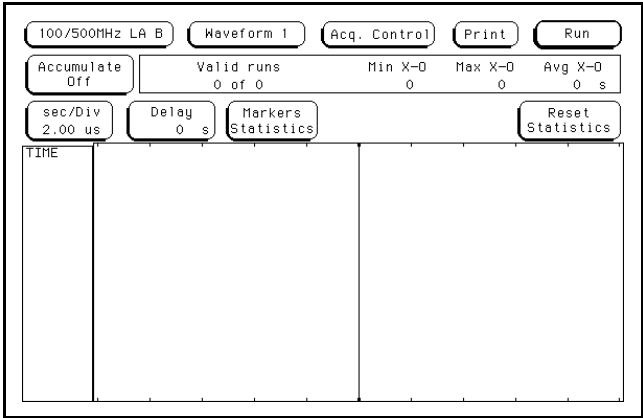 100/500MHz LA B Waveform 1 Acq. Control Print Run
Accumulate Off
Valid runs Min X-O Max X-O Avg X-O
0 of 0 0 0 0 s
sec/Div 2.00 us
Delay 0 s
Markers Statistics
Reset Statistics
TIME